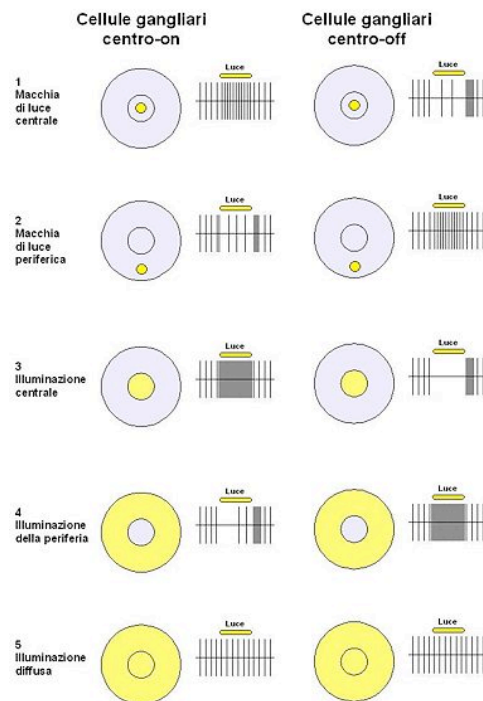 Cellule gangliari
centro-on
Cellule gangliari
centro-off
1
Macchia
di luce
centrale
Luce
Luce
2
Macchia
di luce
periferica
Luce
Luce
3
Illuminazione
centrale
Luce
Luce
4
Illuminazione
della periferia
Luce
Luce
5
Illuminazione
diffusa
Luce
Luce